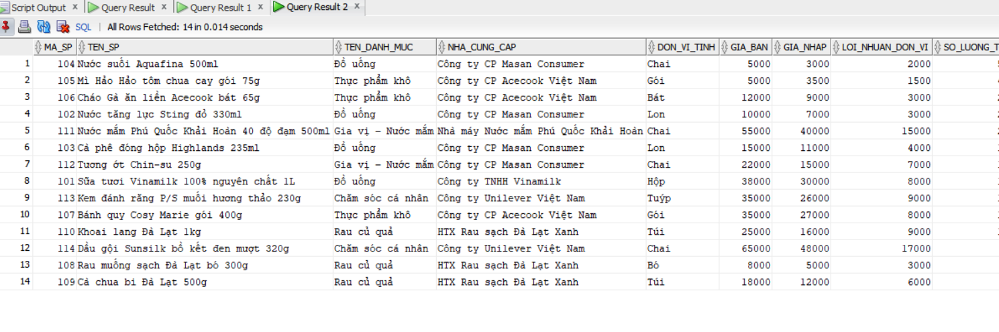 Script Output x Query Result x Query Result 1 x Query Result 2 x
SQL | All Rows Fetched: 14 in 0.014 seconds
MA_SP TEN_SP TEN_DANH_MUC NHA_CUNG_CAP DON_VI_TINH GIA_BAN GIA_NHAP LOI_NHUAN_DON_VI SO_LUONG_T
1 104 Nước suối Aquafina 500ml Đồ uống Công ty CP Masan Consumer Chai 5000 3000 2000
2 105 Mì Hảo Hảo tôm chua cay gói 75g Thực phẩm khô Công ty CP Acecook Việt Nam Gói 5000 3500 1500
3 106 Cháo Gà ăn liền Acecook bát 65g Thực phẩm khô Công ty CP Acecook Việt Nam Bát 12000 9000 3000
4 102 Nước tăng lực Sting đỏ 330ml Đồ uống Công ty CP Masan Consumer Lon 10000 7000 3000
5 111 Nước mắm Phú Quốc Khải Hoàn 40 độ đạm 500ml Gia vị - Nước mắm Nhà máy Nước mắm Phú Quốc Khải Hoàn Chai 55000 40000 15000
6 103 Cà phê đóng hộp Highlands 235ml Đồ uống Công ty CP Masan Consumer Lon 15000 11000 4000
7 112 Tương ớt Chin-su 250g Gia vị - Nước mắm Công ty CP Masan Consumer Chai 22000 15000 7000
8 101 Sữa tươi Vinamilk 100% nguyên chất 1L Đồ uống Công ty TNHH Vinamilk Hộp 38000 30000 8000
9 113 Kem đánh răng P/S muối hương thảo 230g Chăm sóc cá nhân Công ty Unilever Việt Nam Tuýp 35000 26000 9000
10 107 Bánh quy Cosy Marie gói 400g Thực phẩm khô Công ty CP Acecook Việt Nam Gói 35000 27000 8000
11 110 Khoai lang Đà Lạt 1kg Rau củ quả HTX Rau sạch Đà Lạt Xanh Túi 25000 16000 9000
12 114 Dầu gội Sunsilk bồ kết đen mượt 320g Chăm sóc cá nhân Công ty Unilever Việt Nam Chai 65000 48000 17000
13 108 Rau muống sạch Đà Lạt bó 300g Rau củ quả HTX Rau sạch Đà Lạt Xanh Bó 8000 5000 3000
14 109 Cà chua bi Đà Lạt 500g Rau củ quả HTX Rau sạch Đà Lạt Xanh Túi 18000 12000 6000